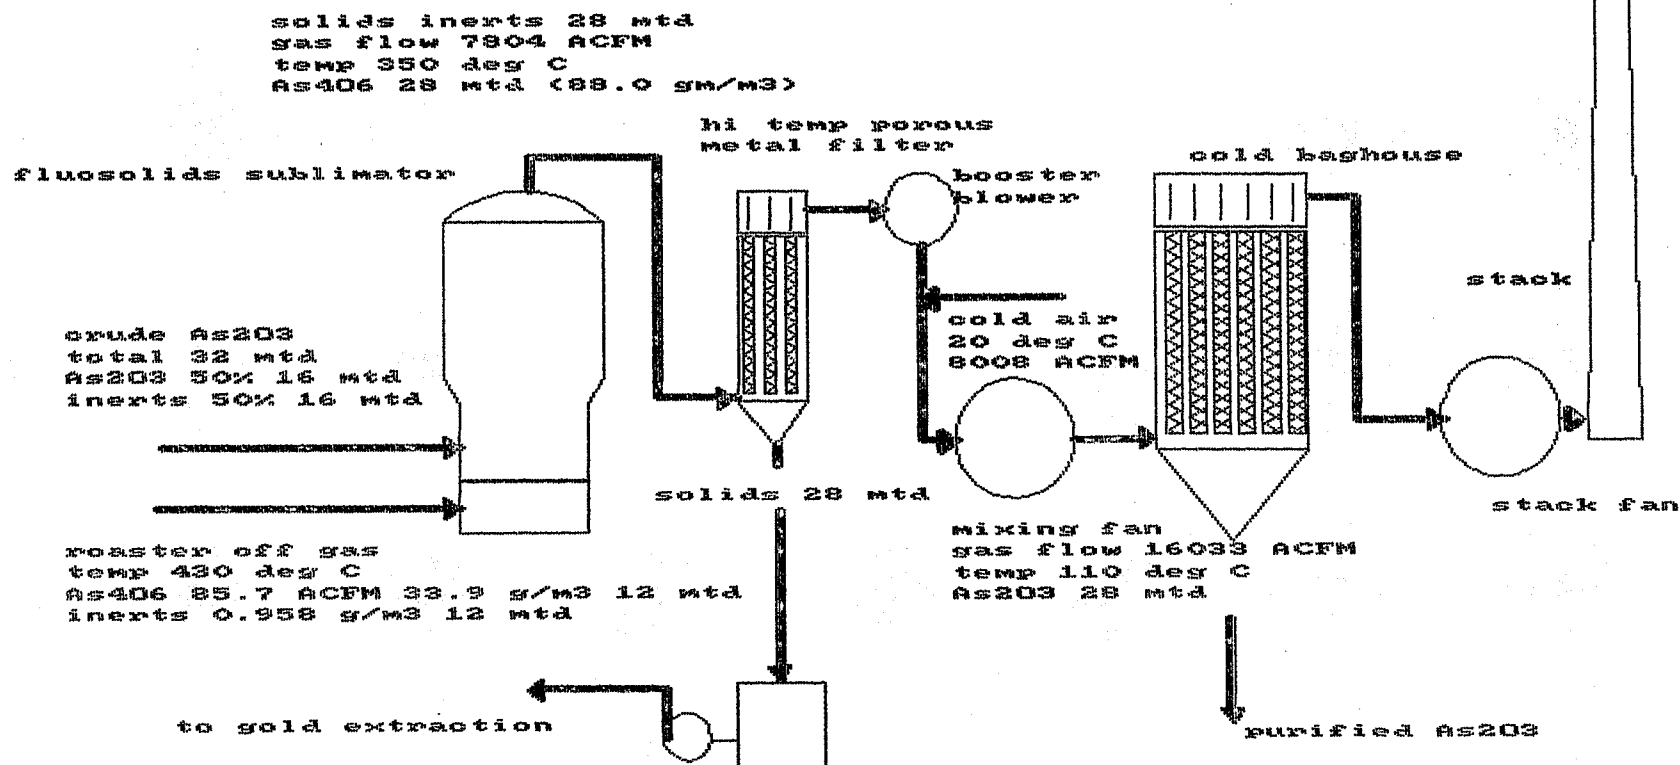 solids inerts 28 mtd
gas flow 7804 ACFM
temp 350 deg C
As4O6 28 mtd (88.0 gm/m3)
hi temp porous
metal filter
fluosolids sublimator
booster
blower
cold baghouse
stack
crude As2O3
total 32 mtd
As2O3 50% 16 mtd
inerts 50% 16 mtd
cold air
20 deg C
8008 ACFM
solids 28 mtd
stack fan
mixing fan
gas flow 16033 ACFM
temp 110 deg C
As2O3 28 mtd
roaster off gas
temp 430 deg C
As4O6 85.7 ACFM 33.9 g/m3 12 mtd
inerts 0.958 g/m3 12 mtd
to gold extraction
purified As2O3